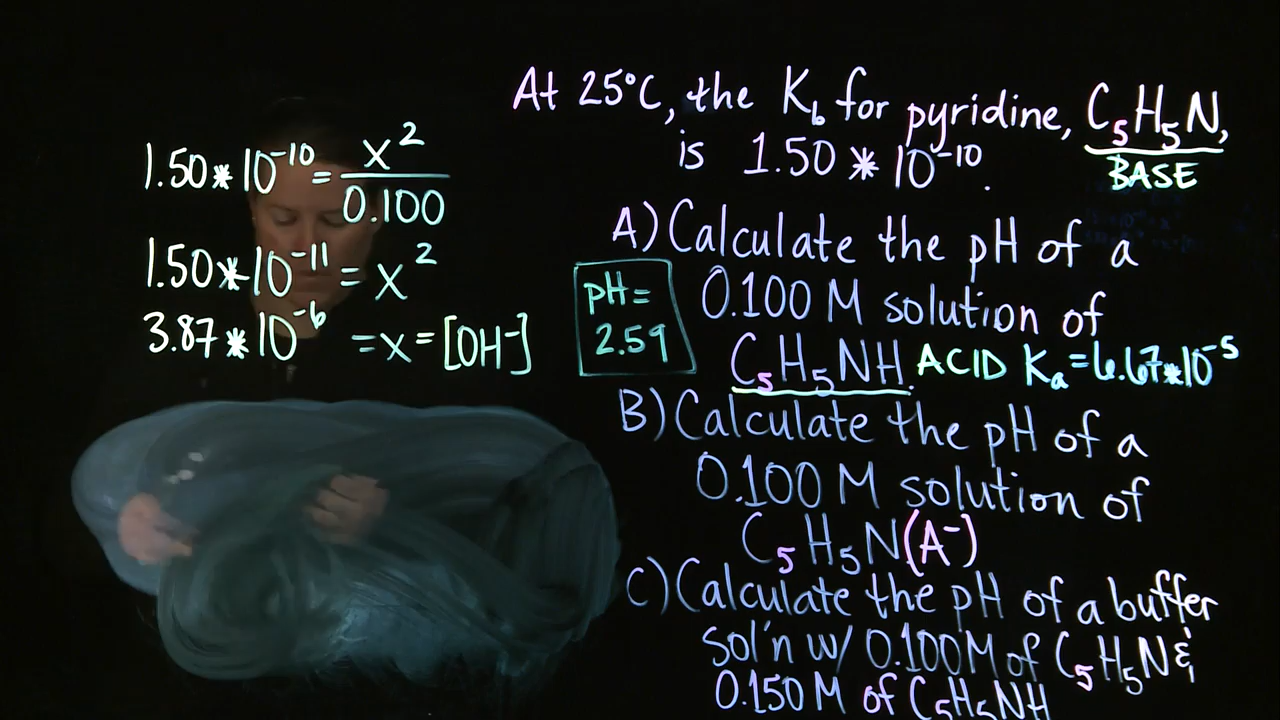 1.50*10⁻¹⁰ = x²/0.100
1.50*10⁻¹¹ = x²
3.87*10⁻⁶ = x = [OH⁻]
At 25°C, the K_b for pyridine, C₅H₅N,
is 1.50 * 10⁻¹⁰.
BASE
A) Calculate the pH of a
0.100 M solution of
C₅H₅NH. ACID Kₐ = 6.67*10⁻⁵
pH =
2.59
B) Calculate the pH of a
0.100 M solution of
C₅H₅N (A⁻)
C) Calculate the pH of a buffer
sol'n w/ 0.100 M of C₅H₅N &
0.150 M of C₅H₅NH